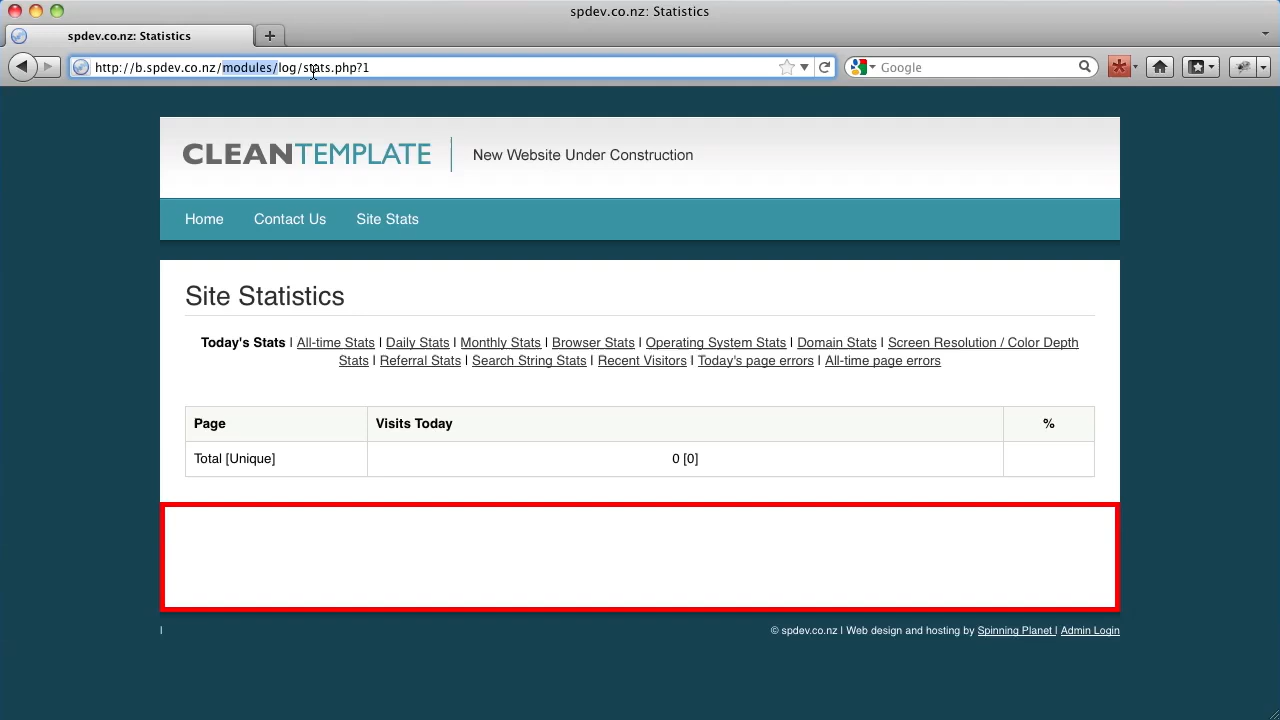 spdev.co.nz: Statistics
spdev.co.nz: Statistics
http://b.spdev.co.nz/modules/log/stats.php?1
Google
CLEANTEMPLATE
New Website Under Construction
Home Contact Us Site Stats
Site Statistics
Today's Stats | All-time Stats | Daily Stats | Monthly Stats | Browser Stats | Operating System Stats | Domain Stats | Screen Resolution / Color Depth
Stats | Referral Stats | Search String Stats | Recent Visitors | Today's page errors | All-time page errors
Page Visits Today %
Total [Unique] 0 [0]
| © spdev.co.nz | Web design and hosting by Spinning Planet | Admin Login